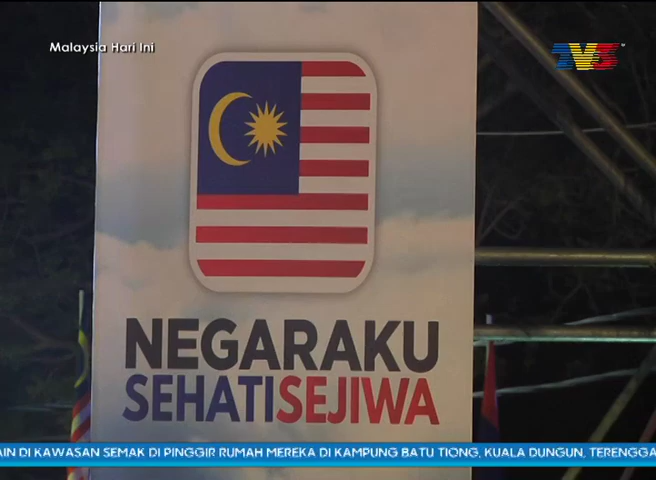 Malaysia Hari Ini
TV3
NEGARAKU
SEHATISEJIWA
AIN DI KAWASAN SEMAK DI PINGGIR RUMAH MEREKA DI KAMPUNG BATU TIONG, KUALA DUNGUN, TERENGGA